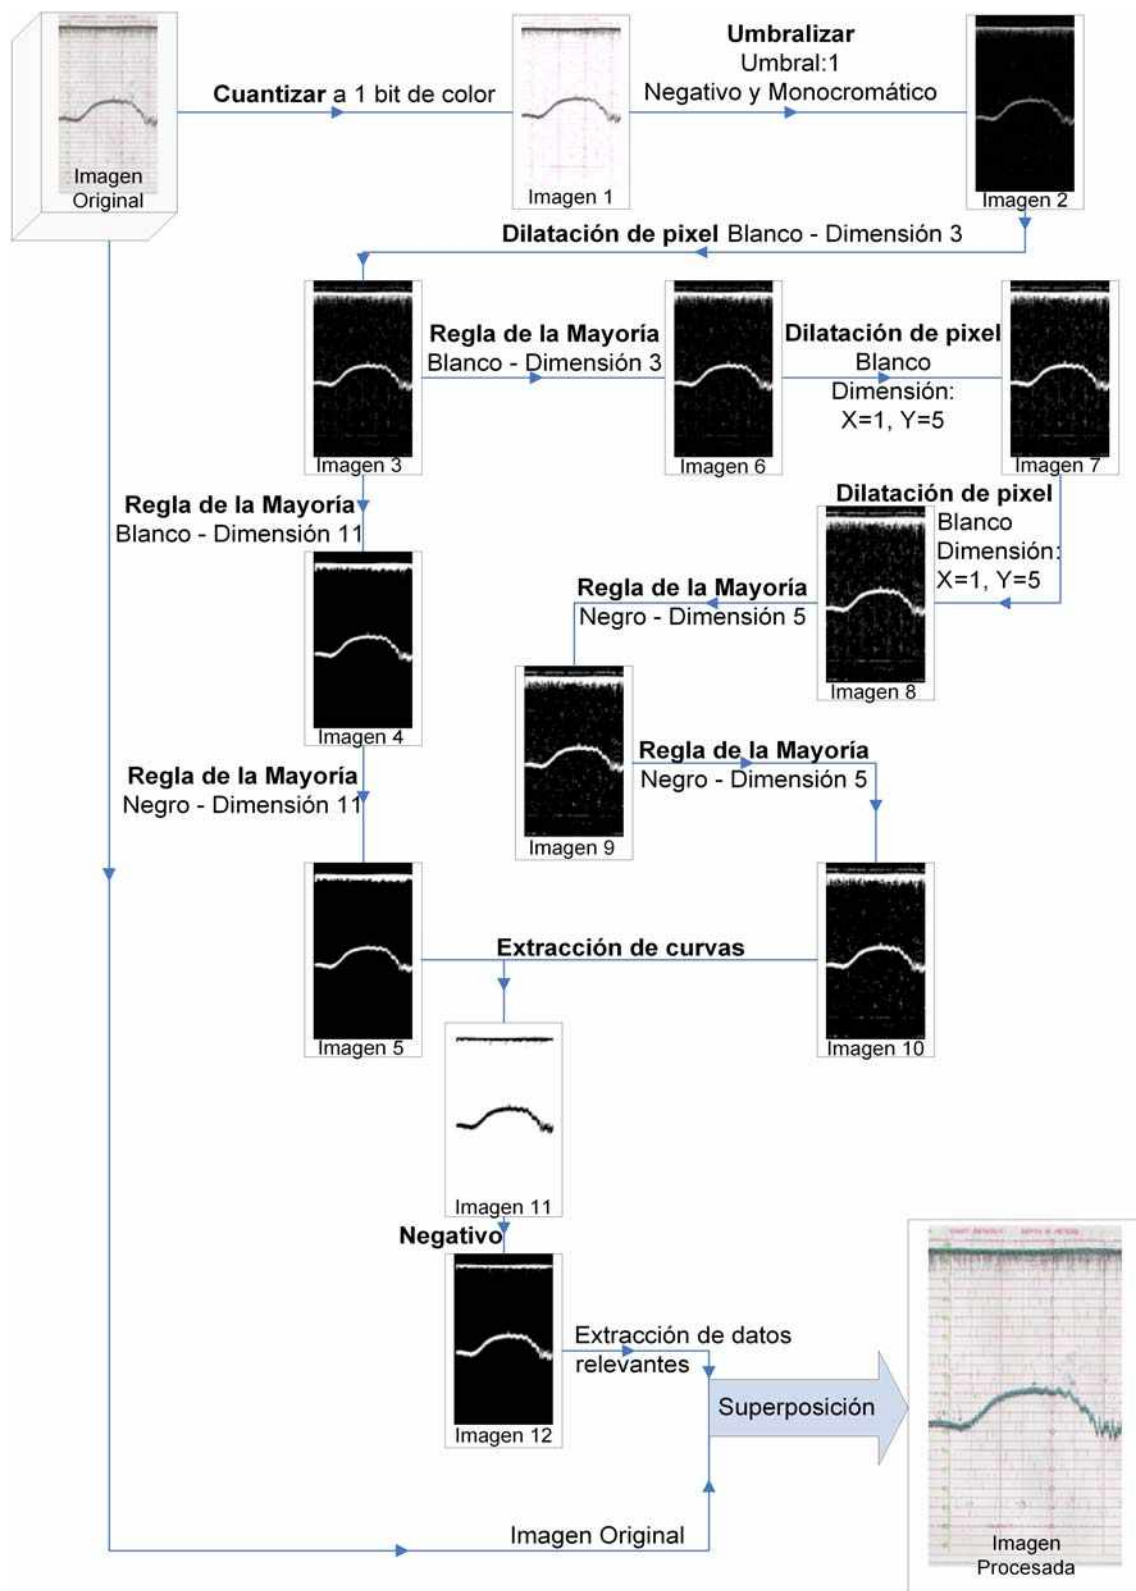 Imagen
Original
Cuantizar a 1 bit de color
Imagen 1
Umbralizar
Umbral:1
Negativo y Monocromático
Imagen 2
Dilatación de pixel Blanco - Dimensión 3
Imagen 3
Regla de la Mayoría
Blanco - Dimensión 3
Imagen 6
Dilatación de pixel
Blanco
Dimensión:
X=1, Y=5
Imagen 7
Regla de la Mayoría
Blanco - Dimensión 11
Imagen 4
Dilatación de pixel
Blanco
Dimensión:
X=1, Y=5
Imagen 8
Regla de la Mayoría
Negro - Dimensión 5
Imagen 9
Regla de la Mayoría
Negro - Dimensión 5
Imagen 10
Regla de la Mayoría
Negro - Dimensión 11
Imagen 5
Extracción de curvas
Imagen 11
Negativo
Imagen 12
Extracción de datos
relevantes
Superposición
Imagen Original
Imagen
Procesada